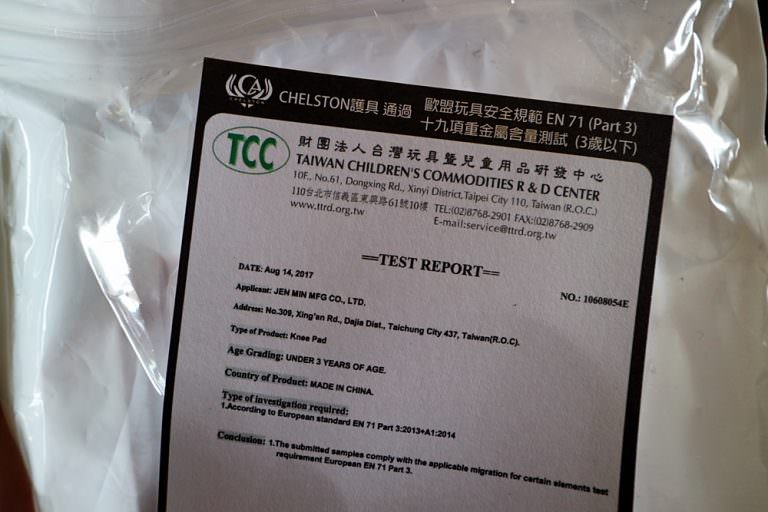 CA
CHELSTON
CHELSTON護具 通過 歐盟玩具安全規範 EN 71 (Part 3)
十九項重金屬含量測試 (3歲以下)
TCC
財團法人台灣玩具暨兒童用品研發中心
TAIWAN CHILDREN'S COMMODITIES R & D CENTER
10F., No.61, Dongxing Rd., Xinyi District,Taipei City 110, Taiwan (R.O.C.)
110台北市信義區東興路61號10樓 TEL:(02)8768-2901 FAX:(02)8768-2909
www.ttrd.org.tw E-mail:service@ttrd.org.tw
==TEST REPORT==
DATE: Aug 14, 2017 NO.: 10608054E
Applicant: JEN MIN MFG CO., LTD.
Address: No.309, Xing'an Rd., Dajia Dist., Taichung City 437, Taiwan(R.O.C).
Type of Product: Knee Pad
Age Grading: UNDER 3 YEARS OF AGE.
Country of Product: MADE IN CHINA.
Type of investigation required:
1.According to European standard EN 71 Part 3:2013+A1:2014
Conclusion: 1.The submitted samples comply with the applicable migration for certain elements test
requirement European EN 71 Part 3.